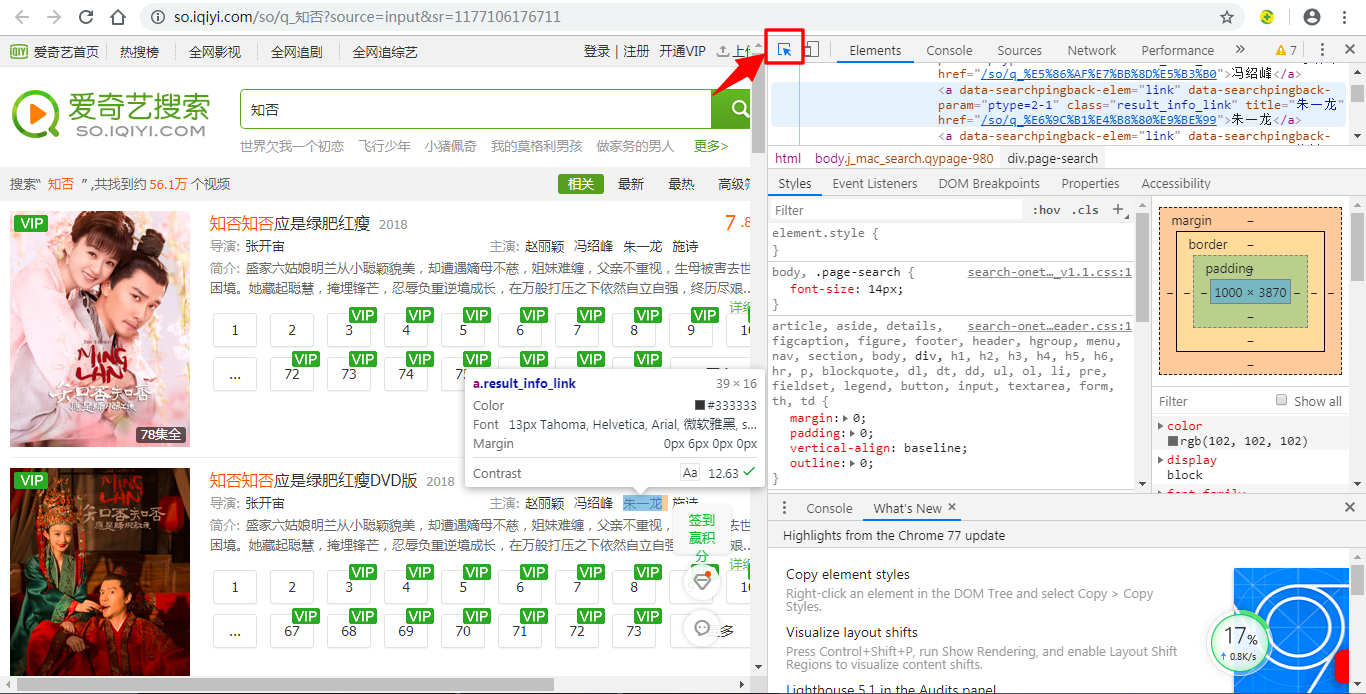 so.iqiyi.com/so/q_知否?source=input&sr=1177106176711
iQIYI 爱奇艺首页 热搜榜 全网影视 全网追剧 全网追综艺 登录 | 注册 开通VIP
爱奇艺搜索
SO.IQIYI.COM
知否
世界欠我一个初恋 飞行少年 小猪佩奇 我的莫格利男孩 做家务的男人 更多>
搜索“ 知否 ” ,共找到约 56.1万 个视频 相关 最新 最热 高级
VIP
知否知否应是绿肥红瘦 2018 7.8
导演: 张开宙 主演: 赵丽颖 冯绍峰 朱一龙 施诗
简介: 盛家六姑娘明兰从小聪颖貌美，却遭遇嫡母不慈，姐妹难缠，父亲不重视，生母被害去世
困境。她藏起聪慧，掩埋锋芒，忍辱负重逆境成长，在万般打压之下依然自立自强，终历尽艰...
VIP VIP VIP VIP VIP VIP VIP
1 2 3 4 5 6 7 8 9
VIP VIP VIP VIP VIP VIP VIP
... 72 73 74
MING
LAN
知否知否
应是绿肥红瘦
78集全
a.result_info_link 39 × 16
Color #333333
Font 13px Tahoma, Helvetica, Arial, 微软雅黑, s...
Margin 0px 6px 0px 0px
Contrast Aa 12.63
VIP
知否知否应是绿肥红瘦DVD版 2018
导演: 张开宙 主演: 赵丽颖 冯绍峰 朱一龙 施诗
简介: 盛家六姑娘明兰从小聪颖貌美，却遭遇嫡母不慈，姐妹难缠，父亲不重视，
困境。她藏起聪慧，掩埋锋芒，忍辱负重逆境成长，在万般打压之下依然自立自强
签到
赢积
分
VIP VIP VIP VIP VIP VIP
1 2 3 4 5 6 7 8
VIP VIP VIP VIP VIP VIP VIP
... 67 68 69 70 71 72 73
Elements Console Sources Network Performance » 7
href="/so/q_%E5%86%AF%E7%BB%8D%E5%B3%B0">冯绍峰</a>
<a data-searchpingback-elem="link" data-searchpingback-
param="ptype=2-1" class="result_info_link" title="朱一龙"
href="/so/q_%E6%9C%B1%E4%B8%80%E9%BE%99">朱一龙</a>
<a data-searchpingback-elem="link" data-searchpingback-
html body.j_mac_search.qypage-980 div.page-search
Styles Event Listeners DOM Breakpoints Properties Accessibility
Filter :hov .cls +
element.style {
}
body, .page-search { search-onet…_v1.1.css:1
font-size: 14px;
}
article, aside, details, search-onet…eader.css:1
figcaption, figure, footer, header, hgroup, menu,
nav, section, body, div, h1, h2, h3, h4, h5, h6,
hr, p, blockquote, dl, dt, dd, ul, ol, li, pre,
fieldset, legend, button, input, textarea, form,
th, td {
margin: 0;
padding: 0;
vertical-align: baseline;
outline: 0;
}
margin –
border –
padding –
– – – 1000 × 3870 – – –
–
–
–
Filter Show all
color
rgb(102, 102, 102)
display
block
font-family
Console What's New ×
Highlights from the Chrome 77 update
Copy element styles
Right-click an element in the DOM Tree and select Copy > Copy
Styles.
Visualize layout shifts
Press Control+Shift+P, run Show Rendering, and enable Layout Shift
Regions to visualize content shifts.
Lighthouse 5.1 in the Audits panel
17%
↑ 0.8K/s